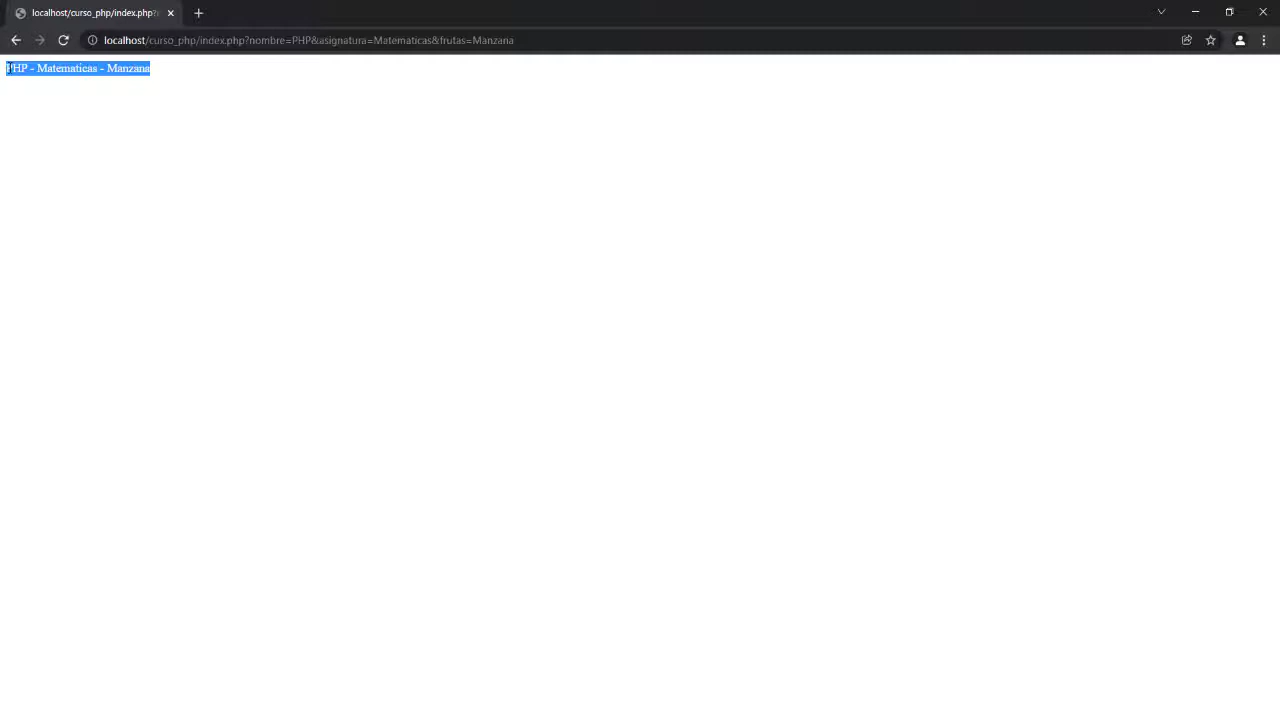 localhost/curso_php/index.php?
localhost/curso_php/index.php?nombre=PHP&asignatura=Matematicas&frutas=Manzana
PHP - Matematicas - Manzana